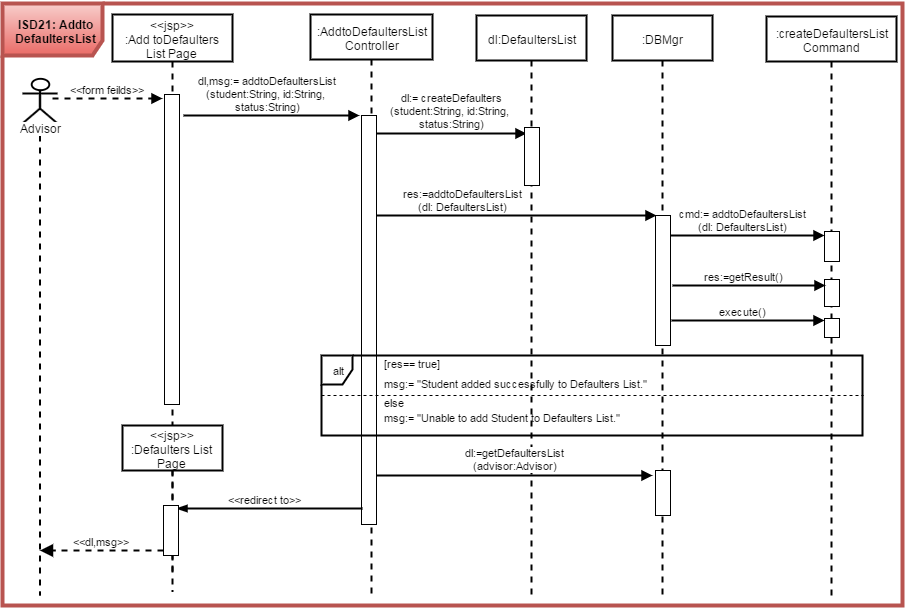 ISD21: Addto
DefaultersList
<<jsp>>
:Add toDefaulters
List Page
:AddtoDefaultersList
Controller
dl:DefaultersList
:DBMgr
:createDefaultersList
Command
Advisor
<<form feilds>>
dl,msg:= addtoDefaultersList
(student:String, id:String,
status:String)
dl:= createDefaulters
(student:String, id:String,
status:String)
res:=addtoDefaultersList
(dl: DefaultersList)
cmd:= addtoDefaultersList
(dl: DefaultersList)
res:=getResult()
execute()
alt
[res== true]
msg:= "Student added successfully to Defaulters List."
else
msg:= "Unable to add Student to Defaulters List."
<<jsp>>
:Defaulters List
Page
dl:=getDefaultersList
(advisor:Advisor)
<<redirect to>>
<<dl,msg>>